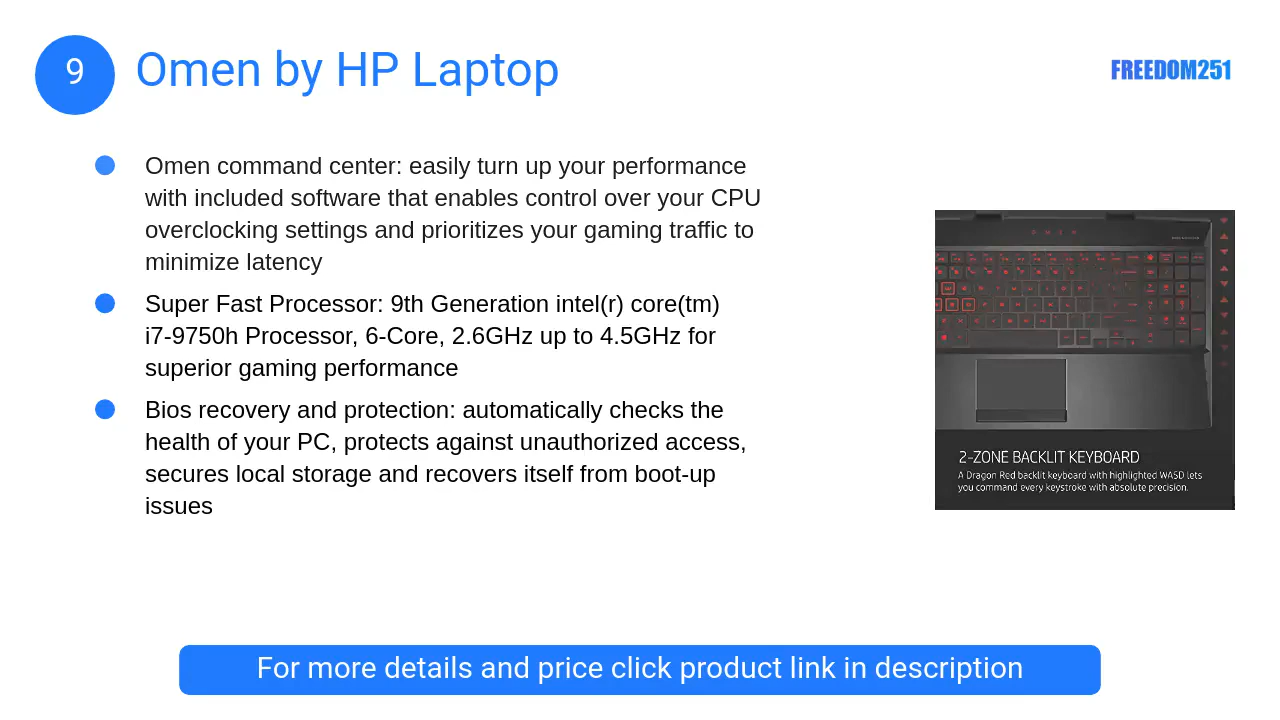 9
Omen by HP Laptop
FREEDOM251
Omen command center: easily turn up your performance
with included software that enables control over your CPU
overclocking settings and prioritizes your gaming traffic to
minimize latency
Super Fast Processor: 9th Generation intel(r) core(tm)
i7-9750h Processor, 6-Core, 2.6GHz up to 4.5GHz for
superior gaming performance
Bios recovery and protection: automatically checks the
health of your PC, protects against unauthorized access,
secures local storage and recovers itself from boot-up
issues
2-ZONE BACKLIT KEYBOARD
A Dragon Red backlit keyboard with highlighted WASD lets
you command every keystroke with absolute precision.
For more details and price click product link in description